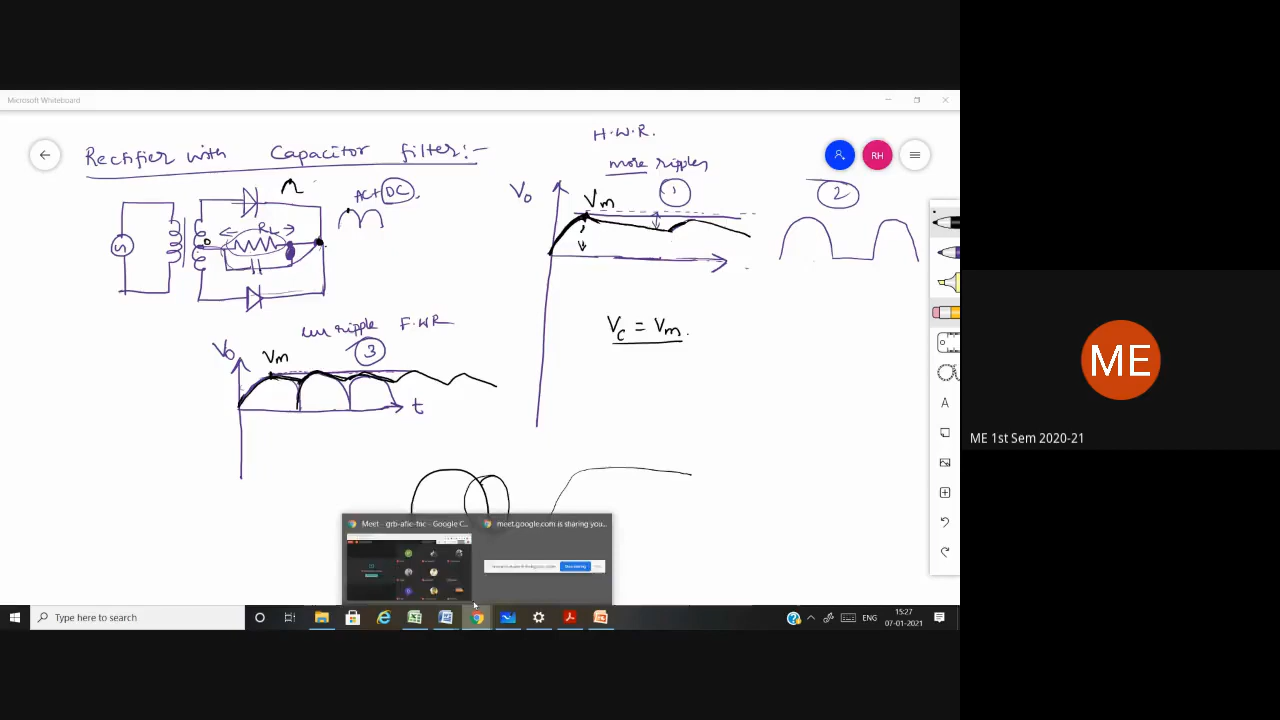 Microsoft Whiteboard
Rectifier with Capacitor filter:-
H.W.R.
more ripples
1
2
RH
AC+DC.
RL
Vo
Vm
Vc = Vm.
less ripple F.WR
3
Vo
Vm
t
A
ME
ME 1st Sem 2020-21
Meet - grb-afic-fnc - Google C...
meet.google.com is sharing you...
Type here to search
ENG
15:27
07-01-2021